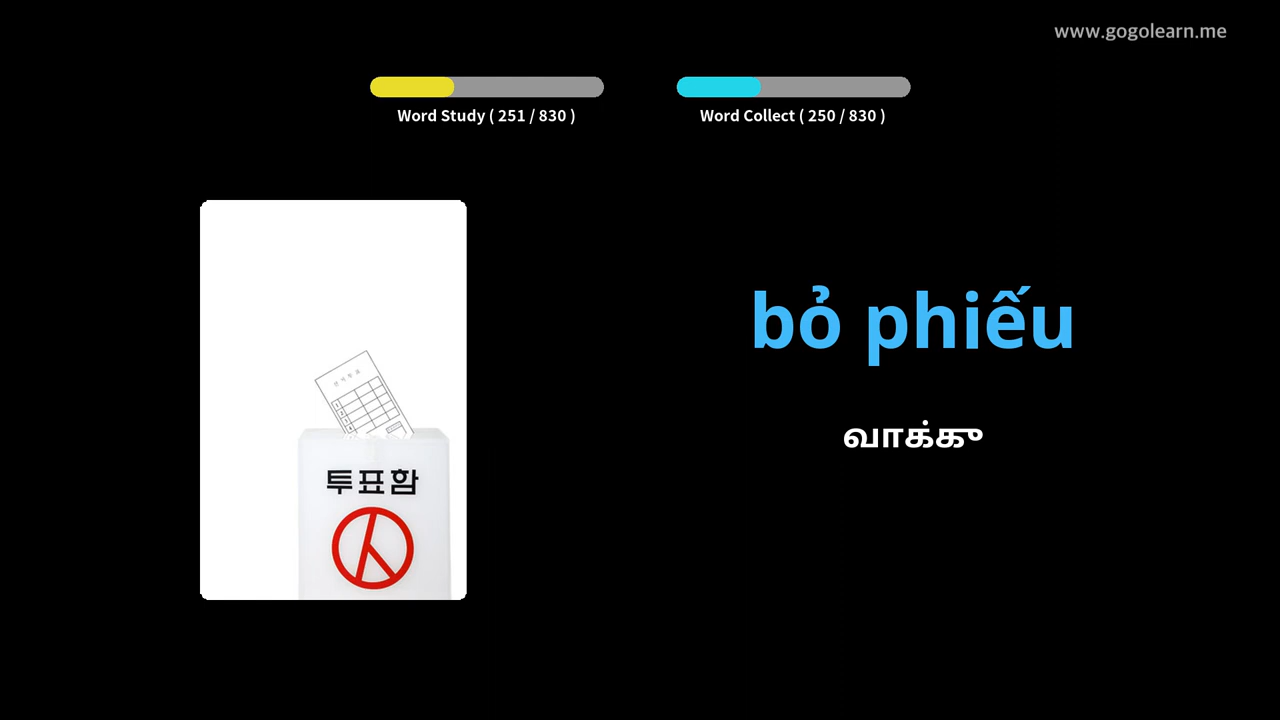 www.gogolearn.me
Word Study ( 251 / 830 )
Word Collect ( 250 / 830 )
bỏ phiếu
வாக்கு
투표함